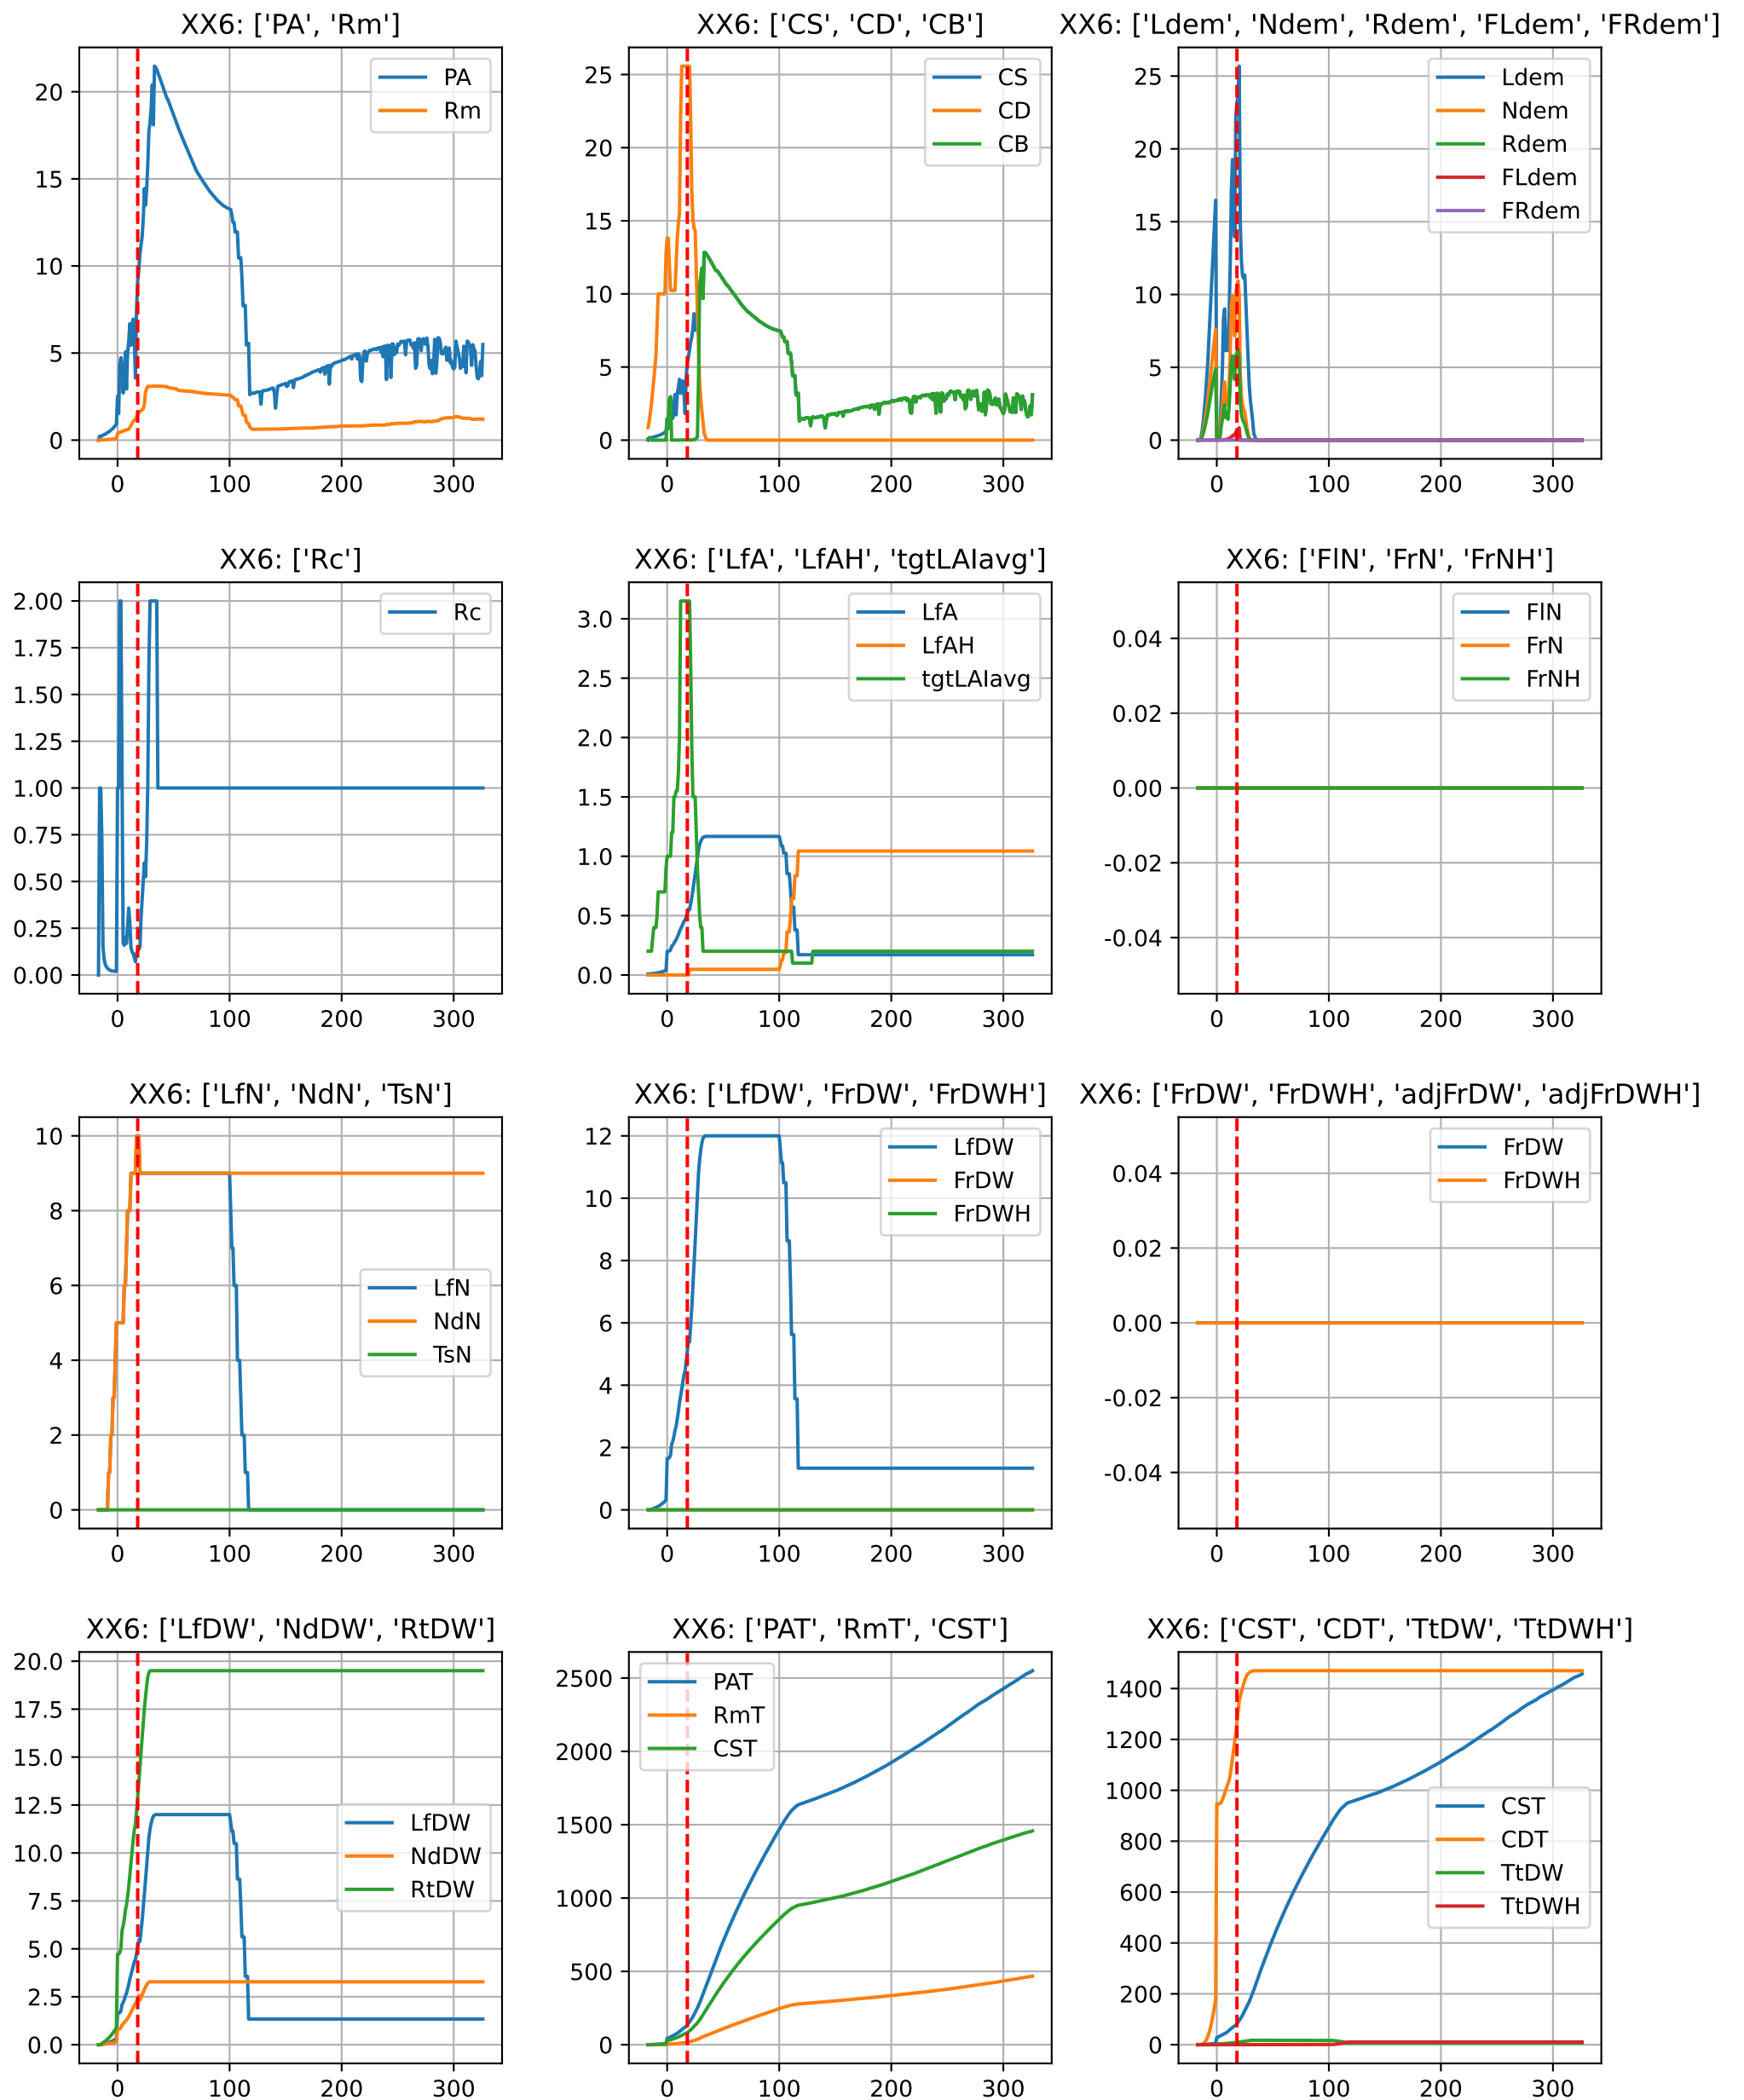 XX6: ['PA', 'Rm']
PA
Rm
20
15
10
5
0
0 100 200 300
XX6: ['CS', 'CD', 'CB']
CS
CD
CB
25
20
15
10
5
0
0 100 200 300
XX6: ['Ldem', 'Ndem', 'Rdem', 'FLdem', 'FRdem']
Ldem
Ndem
Rdem
FLdem
FRdem
25
20
15
10
5
0
0 100 200 300
XX6: ['Rc']
Rc
2.00
1.75
1.50
1.25
1.00
0.75
0.50
0.25
0.00
0 100 200 300
XX6: ['LfA', 'LfAH', 'tgtLAIavg']
LfA
LfAH
tgtLAIavg
3.0
2.5
2.0
1.5
1.0
0.5
0.0
0 100 200 300
XX6: ['FlN', 'FrN', 'FrNH']
FlN
FrN
FrNH
0.04
0.02
0.00
-0.02
-0.04
0 100 200 300
XX6: ['LfN', 'NdN', 'TsN']
LfN
NdN
TsN
10
8
6
4
2
0
0 100 200 300
XX6: ['LfDW', 'FrDW', 'FrDWH']
LfDW
FrDW
FrDWH
12
10
8
6
4
2
0
0 100 200 300
XX6: ['FrDW', 'FrDWH', 'adjFrDW', 'adjFrDWH']
FrDW
FrDWH
0.04
0.02
0.00
-0.02
-0.04
0 100 200 300
XX6: ['LfDW', 'NdDW', 'RtDW']
LfDW
NdDW
RtDW
20.0
17.5
15.0
12.5
10.0
7.5
5.0
2.5
0.0
0 100 200 300
XX6: ['PAT', 'RmT', 'CST']
PAT
RmT
CST
2500
2000
1500
1000
500
0
0 100 200 300
XX6: ['CST', 'CDT', 'TtDW', 'TtDWH']
CST
CDT
TtDW
TtDWH
1400
1200
1000
800
600
400
200
0
0 100 200 300